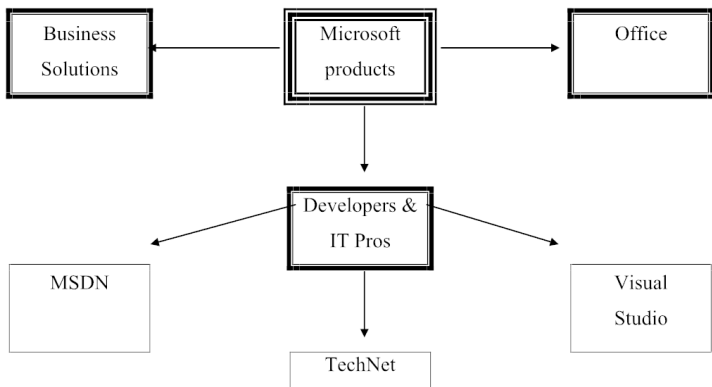 Business
Solutions
Microsoft
products
Office
Developers &
IT Pros
MSDN
Visual
Studio
TechNet